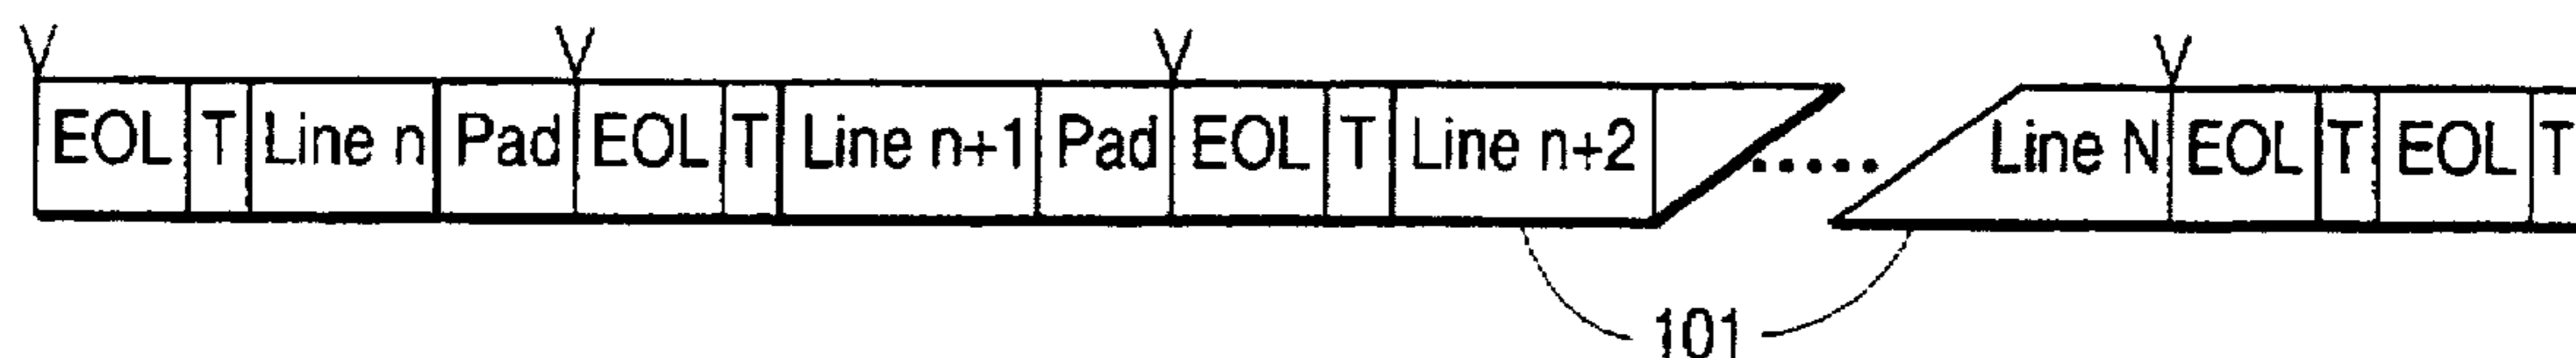 EOL T Line n Pad EOL T Line n+1 Pad EOL T Line n+2 ..... Line N EOL T EOL T
101